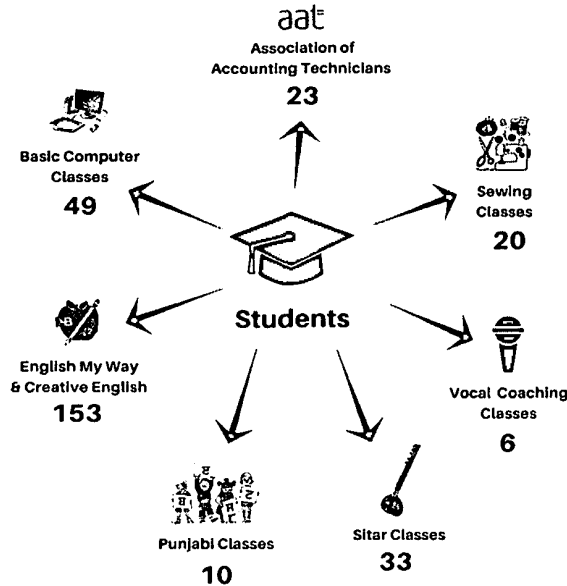 aat
Association of
Accounting Technicians
23
Basic Computer
Classes
49
Sewing
Classes
20
Students
English My Way
& Creative English
153
Vocal Coaching
Classes
6
Punjabi Classes
10
Sitar Classes
33